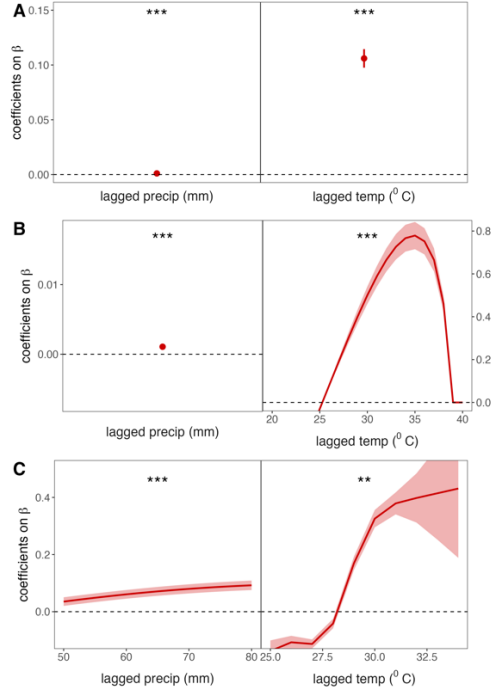 A
0.15
0.10
0.05
0.00
coefficients on β
***
***
lagged precip (mm)
lagged temp (⁰ C)
B
0.01
0.00
coefficients on β
***
***
0.8
0.6
0.4
0.2
0.0
20 25 30 35 40
lagged precip (mm)
lagged temp (⁰ C)
C
0.4
0.2
0.0
coefficients on β
***
**
50 60 70 80
25.0 27.5 30.0 32.5
lagged precip (mm)
lagged temp (⁰ C)